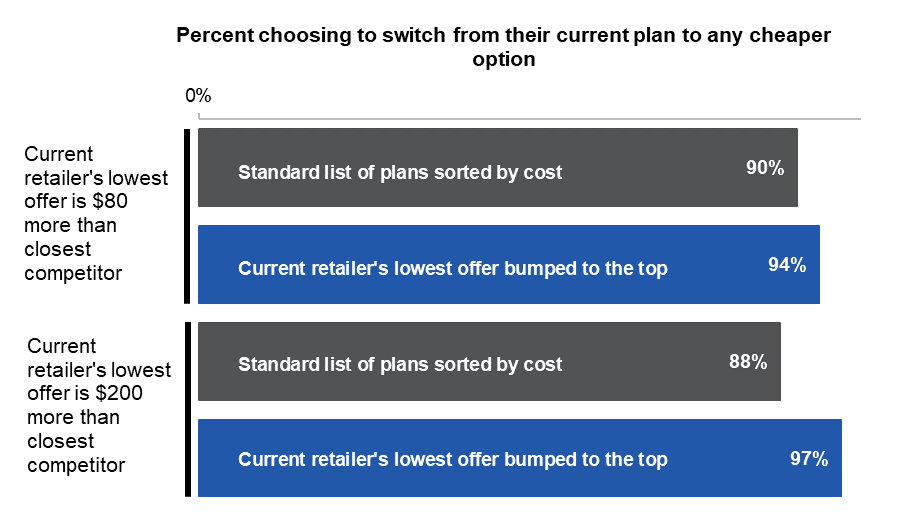 Percent choosing to switch from their current plan to any cheaper
option
0%
Current
retailer's lowest
offer is $80
more than
closest
competitor
Standard list of plans sorted by cost
90%
Current retailer's lowest offer bumped to the top
94%
Current
retailer's lowest
offer is $200
more than
closest
competitor
Standard list of plans sorted by cost
88%
Current retailer's lowest offer bumped to the top
97%